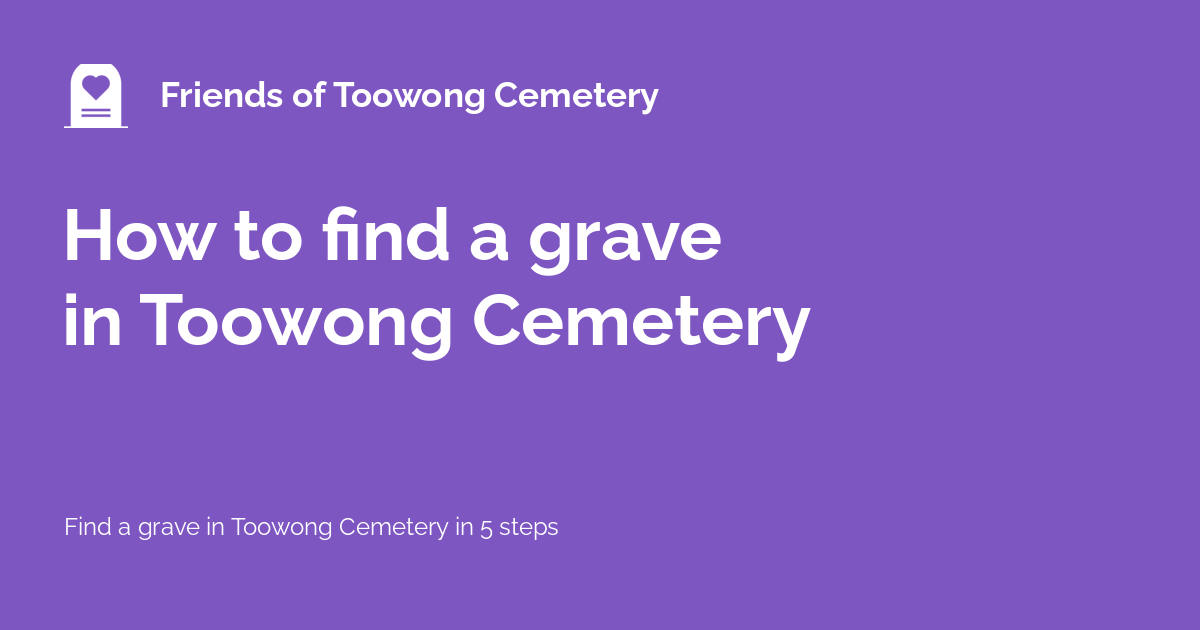 Friends of Toowong Cemetery
How to find a grave
in Toowong Cemetery
Find a grave in Toowong Cemetery in 5 steps